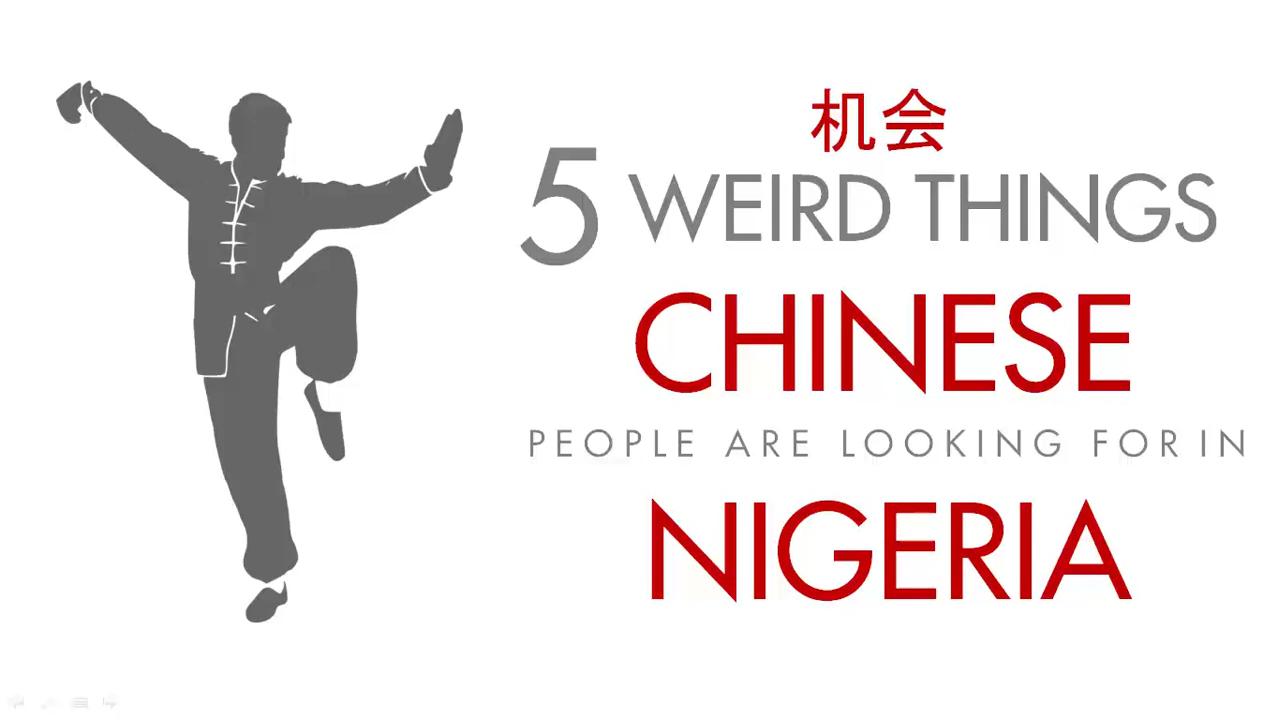 机会
5 WEIRD THINGS
CHINESE
PEOPLE ARE LOOKING FOR IN
NIGERIA